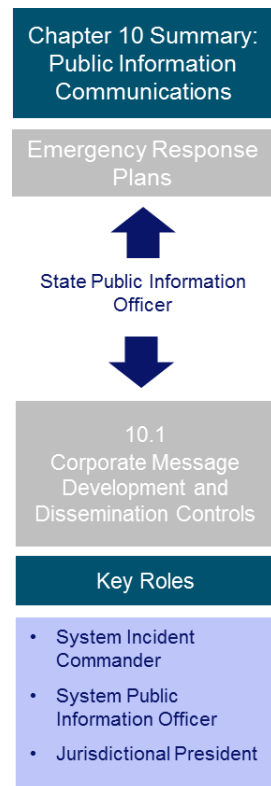 Chapter 10 Summary:
Public Information
Communications
Emergency Response
Plans
State Public Information
Officer
10.1
Corporate Message
Development and
Dissemination Controls
Key Roles
• System Incident
Commander
• System Public
Information Officer
• Jurisdictional President